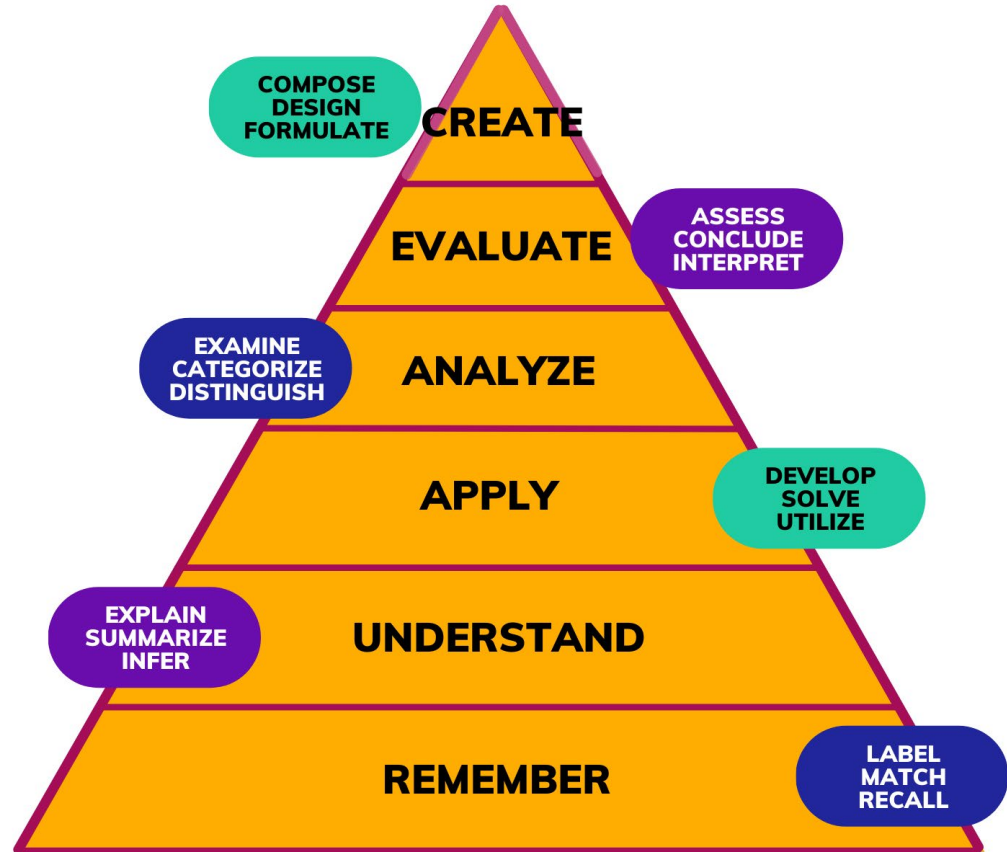 COMPOSE
DESIGN
FORMULATE
CREATE
EVALUATE
ASSESS
CONCLUDE
INTERPRET
EXAMINE
CATEGORIZE
DISTINGUISH
ANALYZE
APPLY
DEVELOP
SOLVE
UTILIZE
EXPLAIN
SUMMARIZE
INFER
UNDERSTAND
REMEMBER
LABEL
MATCH
RECALL